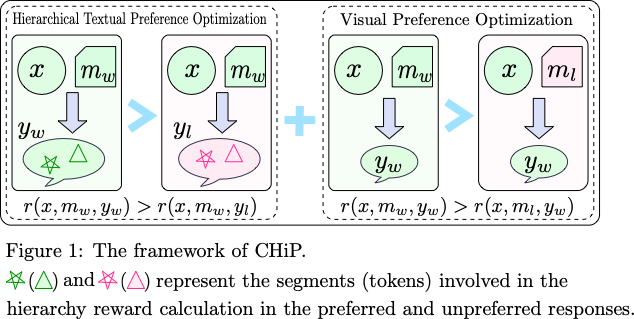 Hierarchical Textual Preference Optimization
x m_w
y_w
>
x m_w
y_l
r(x, m_w, y_w) > r(x, m_w, y_l)
+
Visual Preference Optimization
x m_w
y_w
>
x m_l
y_w
r(x, m_w, y_w) > r(x, m_l, y_w)
Figure 1: The framework of CHiP.
☆(△) and ☆(△) represent the segments (tokens) involved in the
hierarchy reward calculation in the preferred and unpreferred responses.